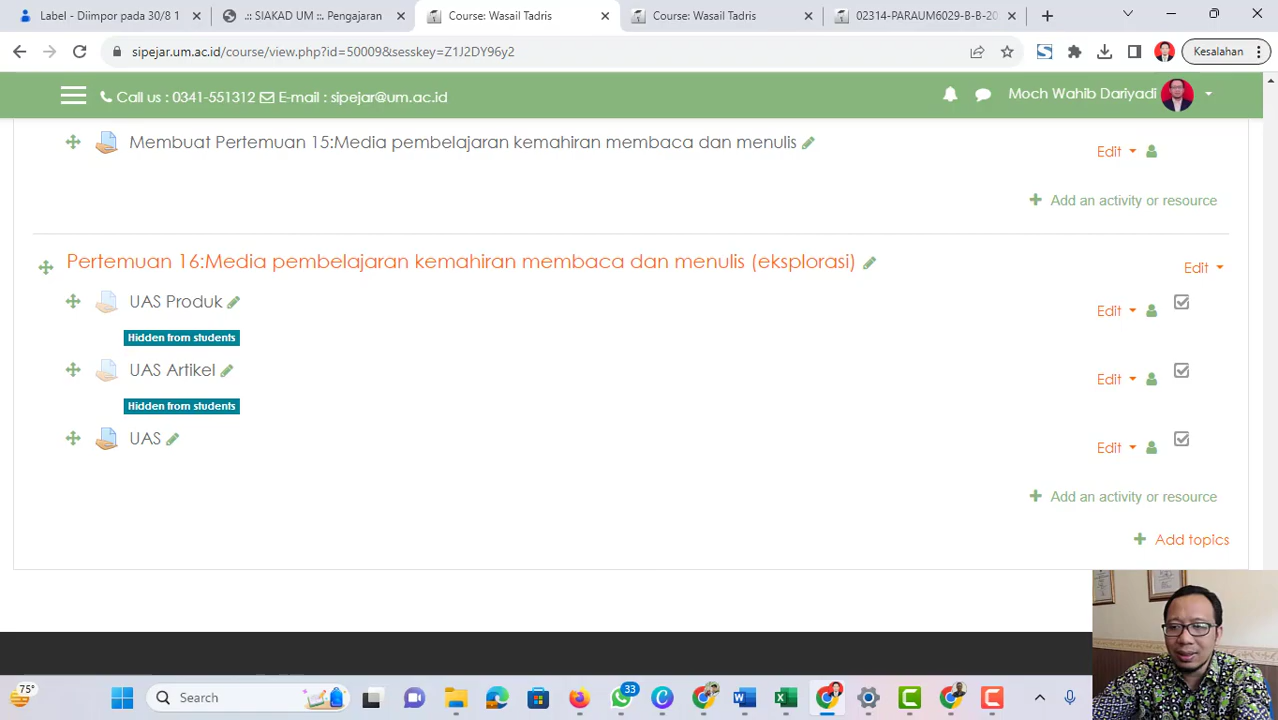 Label - Diimpor pada 30/8 1
.:: SIAKAD UM ::. Pengajaran
Course: Wasail Tadris
Course: Wasail Tadris
02314-PARAUM6029-B-B-20
sipejar.um.ac.id/course/view.php?id=50009&sesskey=Z1J2DY96y2
Kesalahan
Call us : 0341-551312 E-mail : sipejar@um.ac.id
Moch Wahib Dariyadi
Membuat Pertemuan 15:Media pembelajaran kemahiran membaca dan menulis
Edit
Add an activity or resource
Pertemuan 16:Media pembelajaran kemahiran membaca dan menulis (eksplorasi)
Edit
UAS Produk
Edit
Hidden from students
UAS Artikel
Edit
Hidden from students
UAS
Edit
Add an activity or resource
Add topics
75°
Search
33